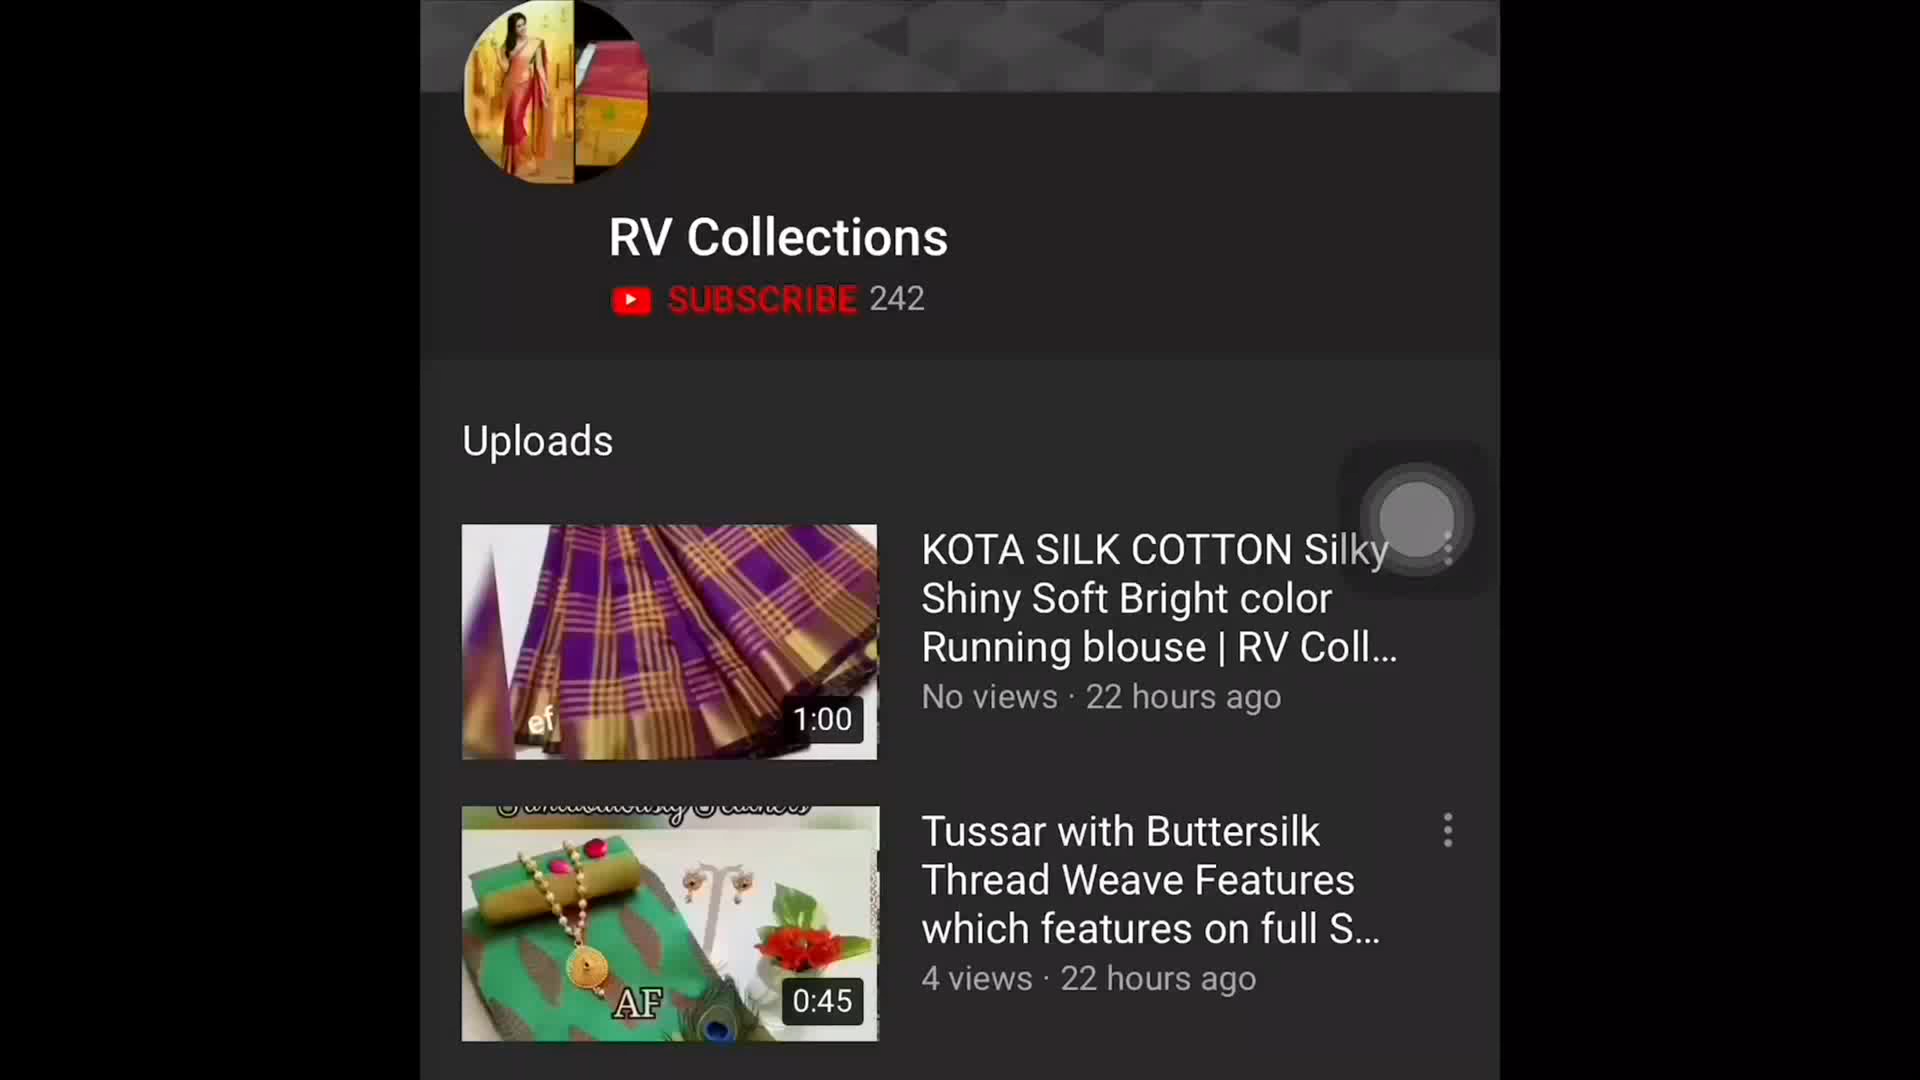 RV Collections
SUBSCRIBE 242
Uploads
KOTA SILK COTTON Silky
Shiny Soft Bright color
Running blouse | RV Coll...
No views · 22 hours ago
ef
1:00
Tussar with Buttersilk
Thread Weave Features
which features on full S...
4 views · 22 hours ago
AF
0:45